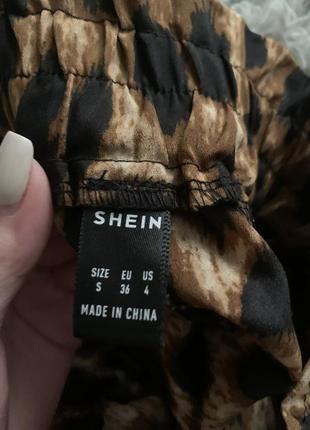 SHEIN
SIZE EU US
S 36 4
MADE IN CHINA